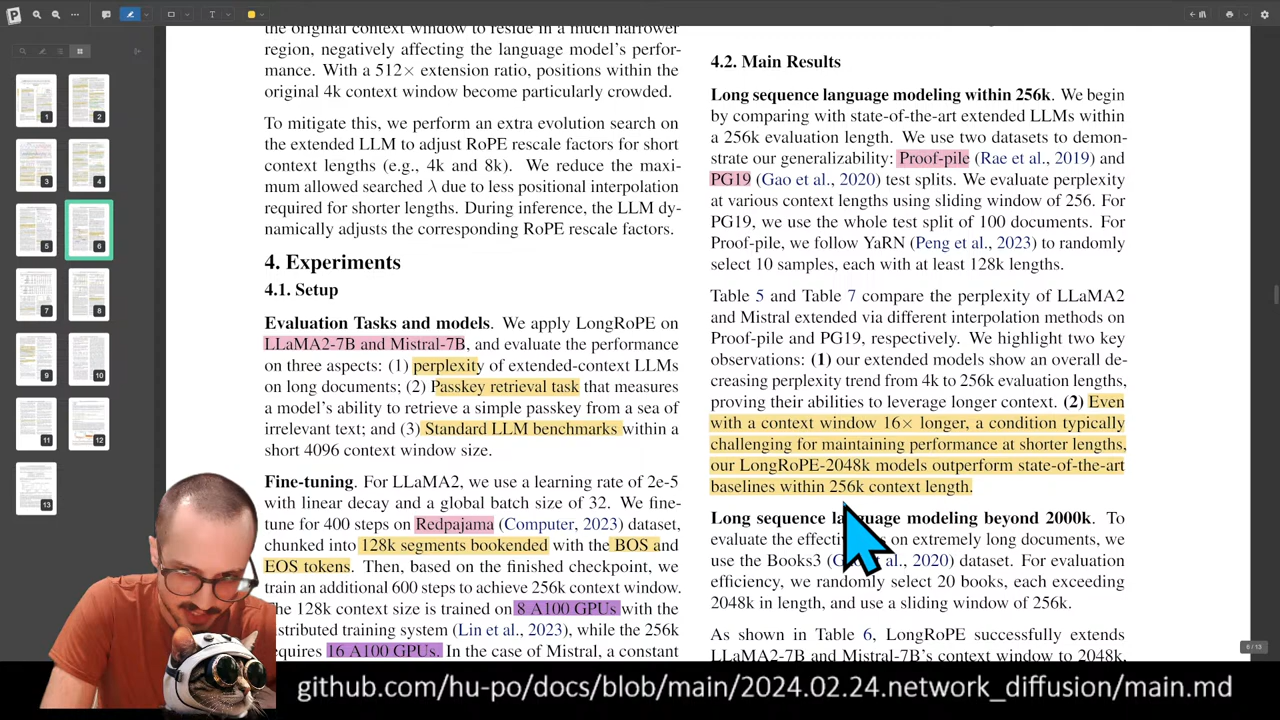 the original context window to reside in a much narrower
region, negatively affecting the language model's perfor-
mance. With a 512× extension ratio, positions within the
original 4k context window become particularly crowded.
To mitigate this, we perform an extra evolution search on
the extended LLM to adjust RoPE rescale factors for short
context lengths (e.g., 4k and 8k). We reduce the maxi-
mum allowed searched λ due to less positional interpolation
required for shorter lengths. During inference, the LLM dy-
namically adjusts the corresponding RoPE rescale factors.
4. Experiments
4.1. Setup
Evaluation Tasks and models. We apply LongRoPE on
LLaMA2-7B and Mistral-7B, and evaluate the performance
on three aspects: (1) perplexity of extended-context LLMs
on long documents; (2) Passkey retrieval task that measures
a model's ability to retrieve a simple passkey from a sea of
irrelevant text; and (3) Standard LLM benchmarks within a
short 4096 context window size.
Fine-tuning. For LLaMA2, we use a learning rate of 2e-5
with linear decay and a global batch size of 32. We fine-
tune for 400 steps on Redpajama (Computer, 2023) dataset,
chunked into 128k segments bookended with the BOS and
EOS tokens. Then, based on the finished checkpoint, we
train an additional 600 steps to achieve 256k context window.
The 128k context size is trained on 8 A100 GPUs with the
distributed training system (Lin et al., 2023), while the 256k
requires 16 A100 GPUs. In the case of Mistral, a constant
4.2. Main Results
Long sequence language modeling within 256k. We begin
by comparing with state-of-the-art extended LLMs within
a 256k evaluation length. We use two datasets to demon-
strate our generalizability: Proof-pile (Rae et al., 2019) and
PG19 (Gao et al., 2020) test splits. We evaluate perplexity
at various context lengths using sliding window of 256. For
PG19, we use the whole test split of 100 documents. For
Proof-pile, we follow YaRN (Peng et al., 2023) to randomly
select 10 samples, each with at least 128k lengths.
Table 5 and Table 7 compare the perplexity of LLaMA2
and Mistral extended via different interpolation methods on
Proof-pile and PG19, respectively. We highlight two key
observations: (1) our extended models show an overall de-
creasing perplexity trend from 4k to 256k evaluation lengths,
proving their abilities to leverage longer context. (2) Even
with a context window 16× longer, a condition typically
challenging for maintaining performance at shorter lengths,
our LongRoPE-2048k models outperform state-of-the-art
baselines within 256k context length.
Long sequence language modeling beyond 2000k. To
evaluate the on extremely long documents, we
use the Books3 al., 2020) dataset. For evaluation
efficiency, we randomly select 20 books, each exceeding
2048k in length, and use a sliding window of 256k.
As shown in Table 6, LongRoPE successfully extends
LLaMA2-7B and Mistral-7B's context window to 2048k,
1
2
3
4
5
6
7
8
9
10
11
12
13
6 / 13
github.com/hu-po/docs/blob/main/2024.02.24.network_diffusion/main.md